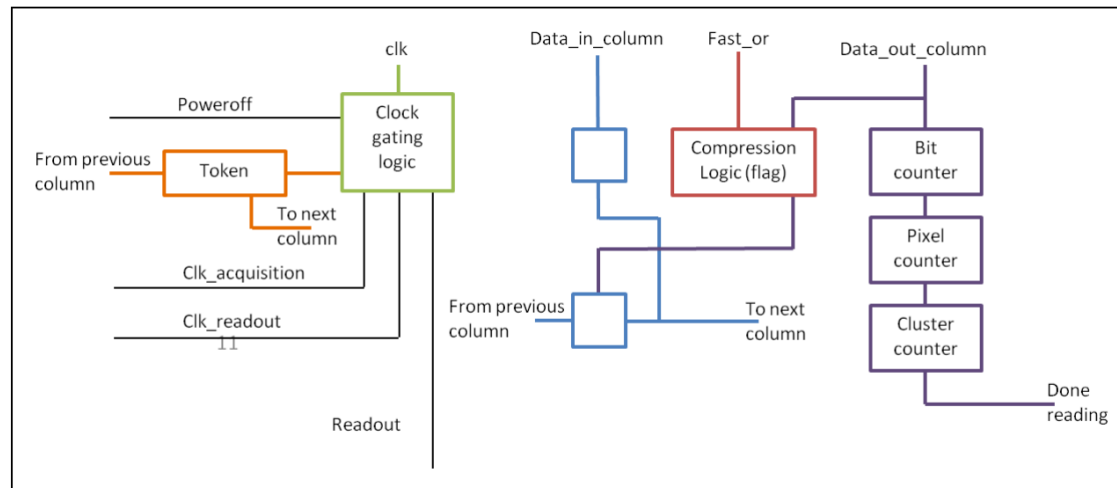 clk
Data_in_column
Fast_or
Data_out_column
Poweroff
Clock
gating
logic
From previous
column
Token
To next
column
Compression
Logic (flag)
Bit
counter
Pixel
counter
Clk_acquisition
From previous
column
To next
column
Clk_readout
11
Cluster
counter
Readout
Done
reading